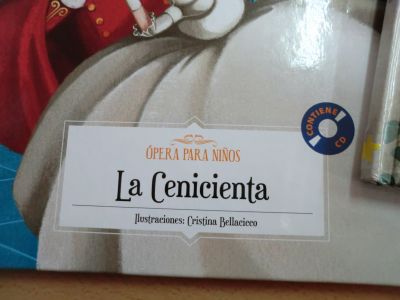 CONTIENE
CD
ÓPERA PARA NIÑOS
La Cenicienta
Ilustraciones: Cristina Bellacicco